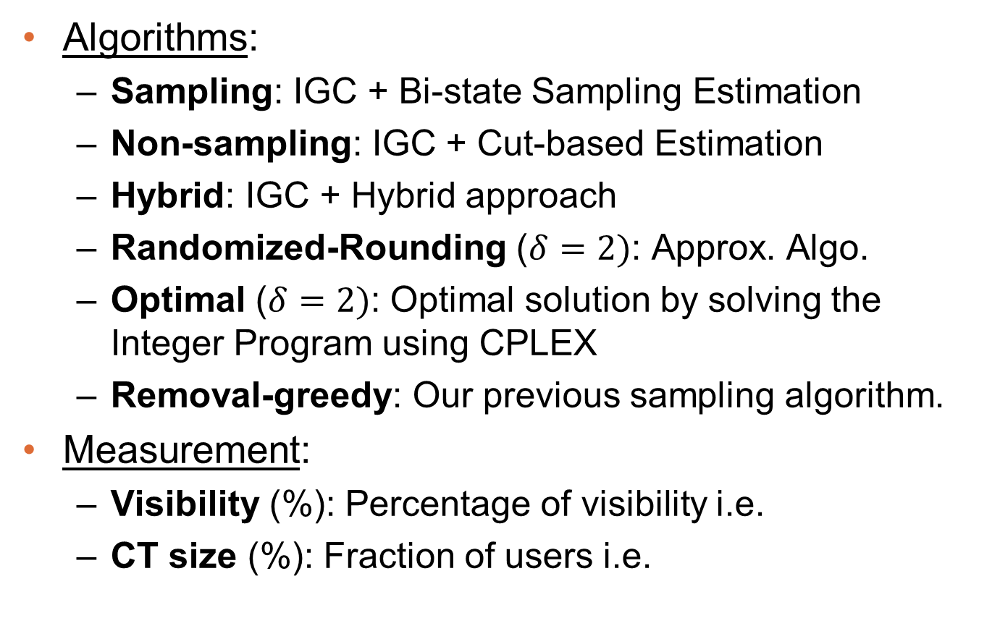 • Algorithms:
– Sampling: IGC + Bi-state Sampling Estimation
– Non-sampling: IGC + Cut-based Estimation
– Hybrid: IGC + Hybrid approach
– Randomized-Rounding (𝛿 = 2): Approx. Algo.
– Optimal (𝛿 = 2): Optimal solution by solving the
Integer Program using CPLEX
– Removal-greedy: Our previous sampling algorithm.
• Measurement:
– Visibility (%): Percentage of visibility i.e.
– CT size (%): Fraction of users i.e.